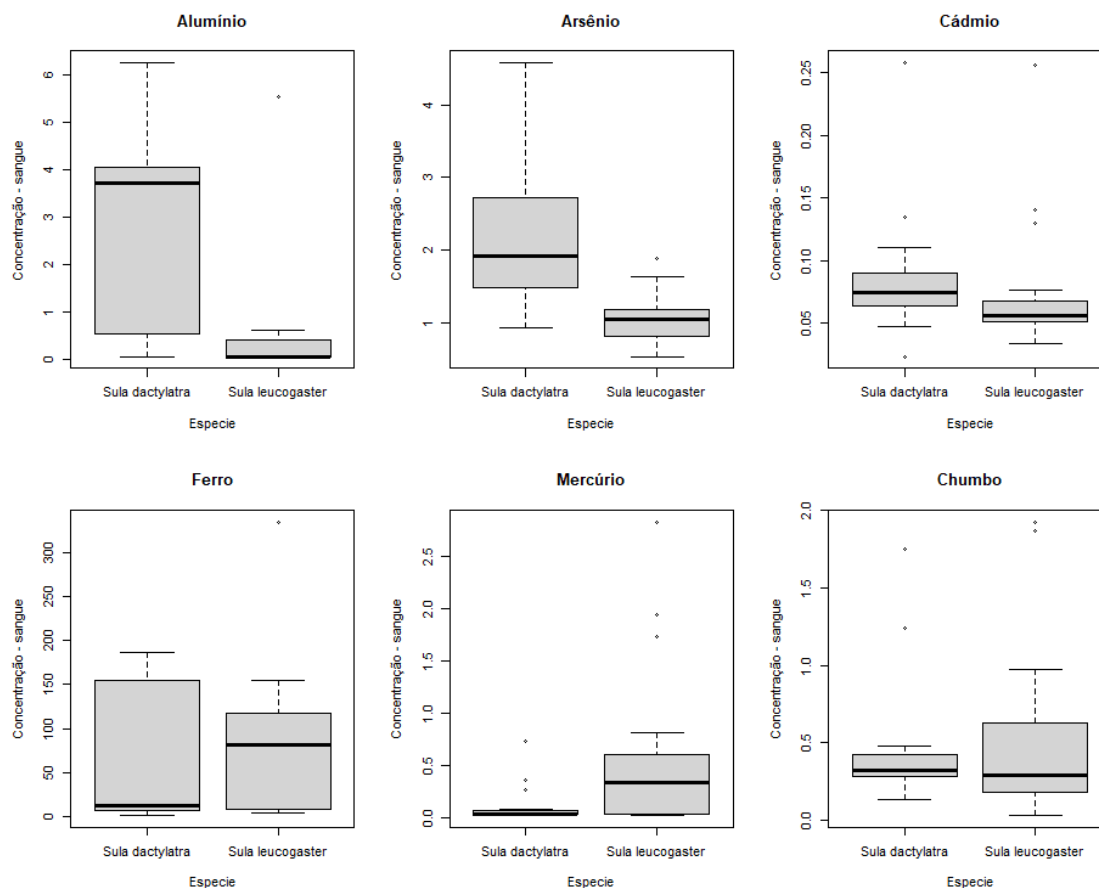 Alumínio
Concentração - sangue
6
5
4
3
2
1
0
Sula dactylatra Sula leucogaster
Especie
Arsênio
Concentração - sangue
4
3
2
1
Sula dactylatra Sula leucogaster
Especie
Cádmio
Concentração - sangue
0.25
0.20
0.15
0.10
0.05
Sula dactylatra Sula leucogaster
Especie
Ferro
Concentração - sangue
300
250
200
150
100
50
0
Sula dactylatra Sula leucogaster
Especie
Mercúrio
Concentração - sangue
2.5
2.0
1.5
1.0
0.5
0.0
Sula dactylatra Sula leucogaster
Especie
Chumbo
Concentração - sangue
2.0
1.5
1.0
0.5
0.0
Sula dactylatra Sula leucogaster
Especie